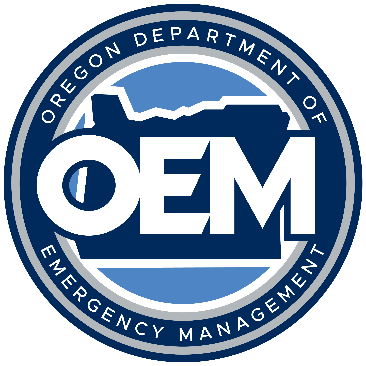 OREGON DEPARTMENT OF
OEM
EMERGENCY MANAGEMENT